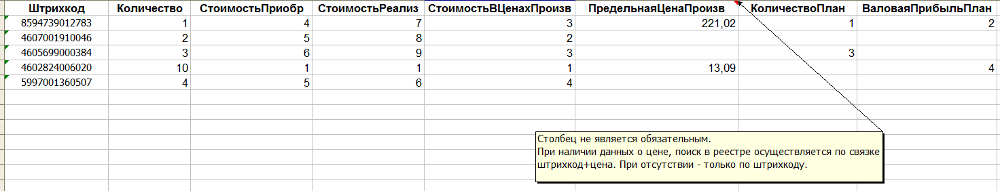 Штрихкод Количество СтоимостьПриобр СтоимостьРеализ СтоимостьВЦенахПроизв ПредельнаяЦенаПроизв КоличествоПлан ВаловаяПрибыльПлан
8594739012783 1 4 7 3 221,02 1 2
4607001910046 2 5 8 2
4605699000384 3 6 9 3 3
4602824006020 10 1 1 1 13,09 4
5997001360507 4 5 6 4
Столбец не является обязательным.
При наличии данных о цене, поиск в реестре осуществляется по связке
штрихкод+цена. При отсутствии - только по штрихкоду.